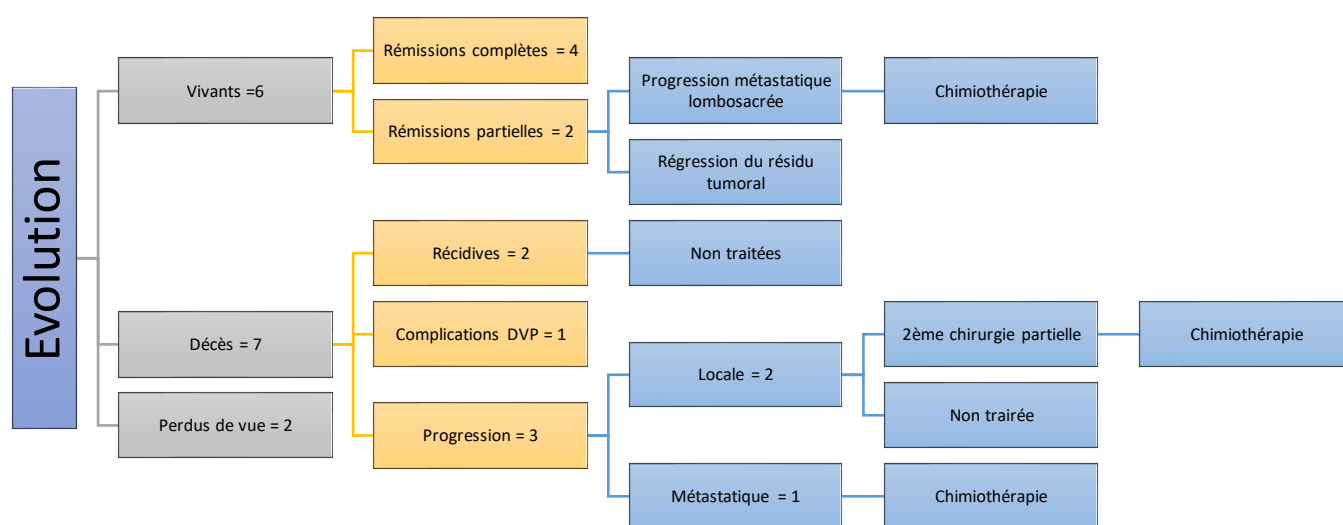 Evolution
Vivants =6
Rémissions complètes = 4
Rémissions partielles = 2
Progression métastatique
lombosacrée
Chimiothérapie
Régression du résidu
tumoral
Décès = 7
Récidives = 2
Non traitées
Complications DVP = 1
Progression = 3
Locale = 2
2ème chirurgie partielle
Chimiothérapie
Non trairée
Métastatique = 1
Chimiothérapie
Perdus de vue = 2